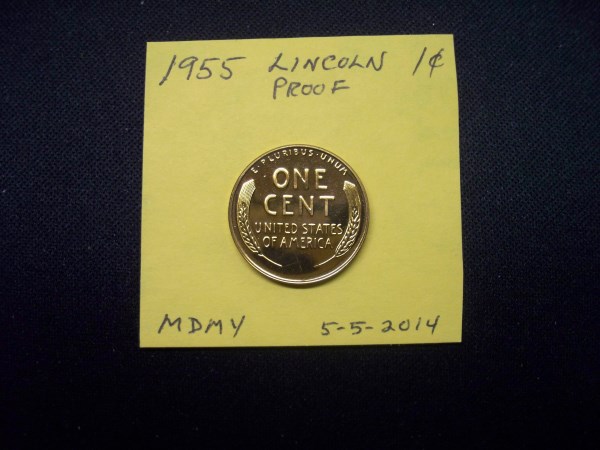 1955 LINCOLN 1¢
PROOF
E·PLURIBUS·UNUM
ONE
CENT
UNITED STATES
OF AMERICA
MDMY 5-5-2014